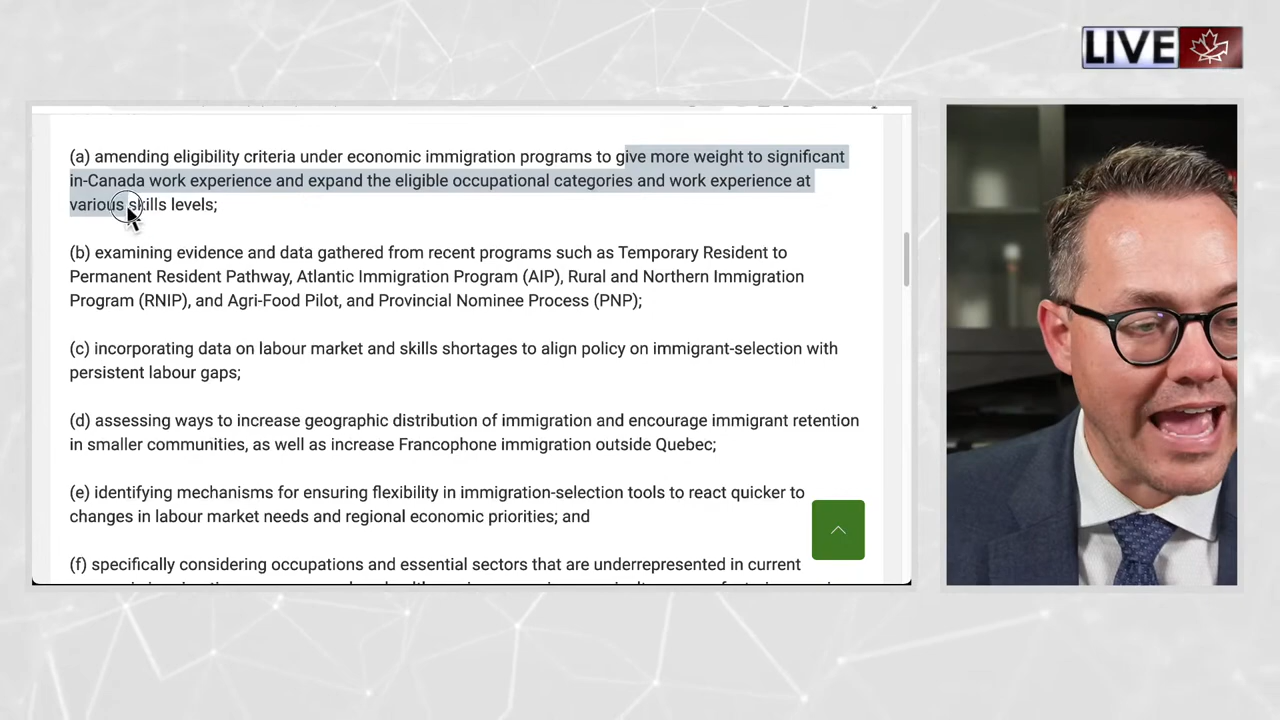 LIVE
(a) amending eligibility criteria under economic immigration programs to give more weight to significant
in-Canada work experience and expand the eligible occupational categories and work experience at
various skills levels;
(b) examining evidence and data gathered from recent programs such as Temporary Resident to
Permanent Resident Pathway, Atlantic Immigration Program (AIP), Rural and Northern Immigration
Program (RNIP), and Agri-Food Pilot, and Provincial Nominee Process (PNP);
(c) incorporating data on labour market and skills shortages to align policy on immigrant-selection with
persistent labour gaps;
(d) assessing ways to increase geographic distribution of immigration and encourage immigrant retention
in smaller communities, as well as increase Francophone immigration outside Quebec;
(e) identifying mechanisms for ensuring flexibility in immigration-selection tools to react quicker to
changes in labour market needs and regional economic priorities; and
(f) specifically considering occupations and essential sectors that are underrepresented in current